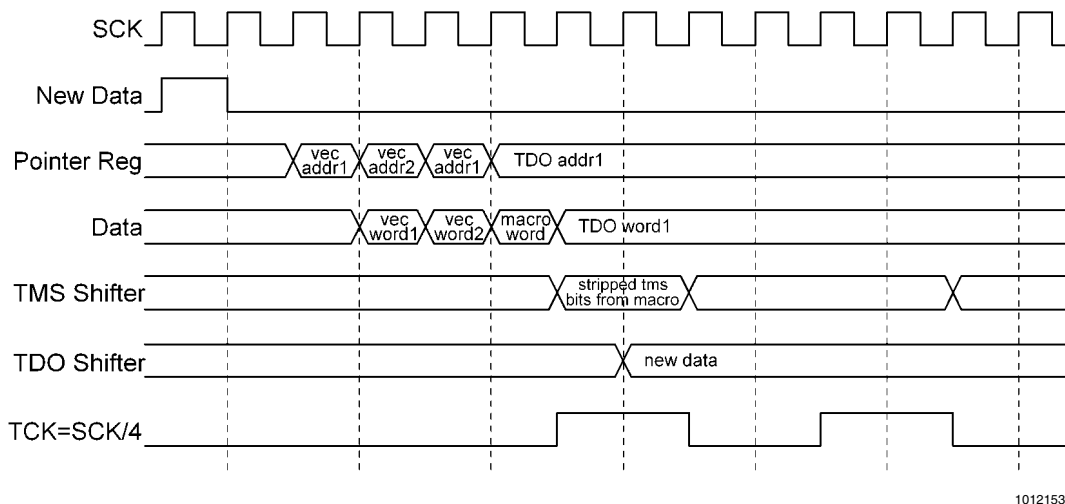 SCK
New Data
Pointer Reg
vec addr1
vec addr2
vec addr1
TDO addr1
Data
vec word1
vec word2
macro word
TDO word1
TMS Shifter
stripped tms
bits from macro
TDO Shifter
new data
TCK=SCK/4
1012153